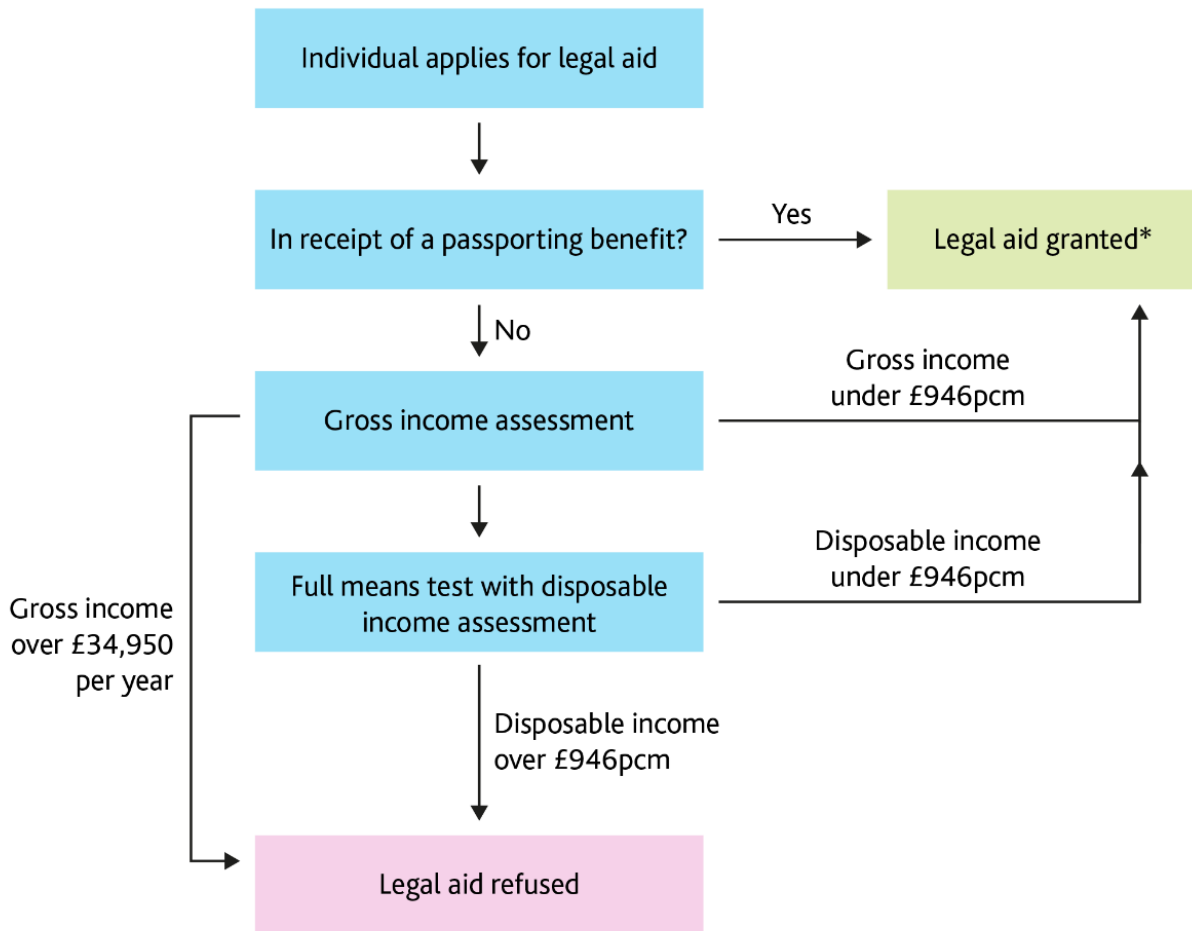 Individual applies for legal aid
In receipt of a passporting benefit?
Yes
Legal aid granted*
No
Gross income assessment
Gross income
under £946pcm
Full means test with disposable
income assessment
Disposable income
under £946pcm
Gross income
over £34,950
per year
Disposable income
over £946pcm
Legal aid refused